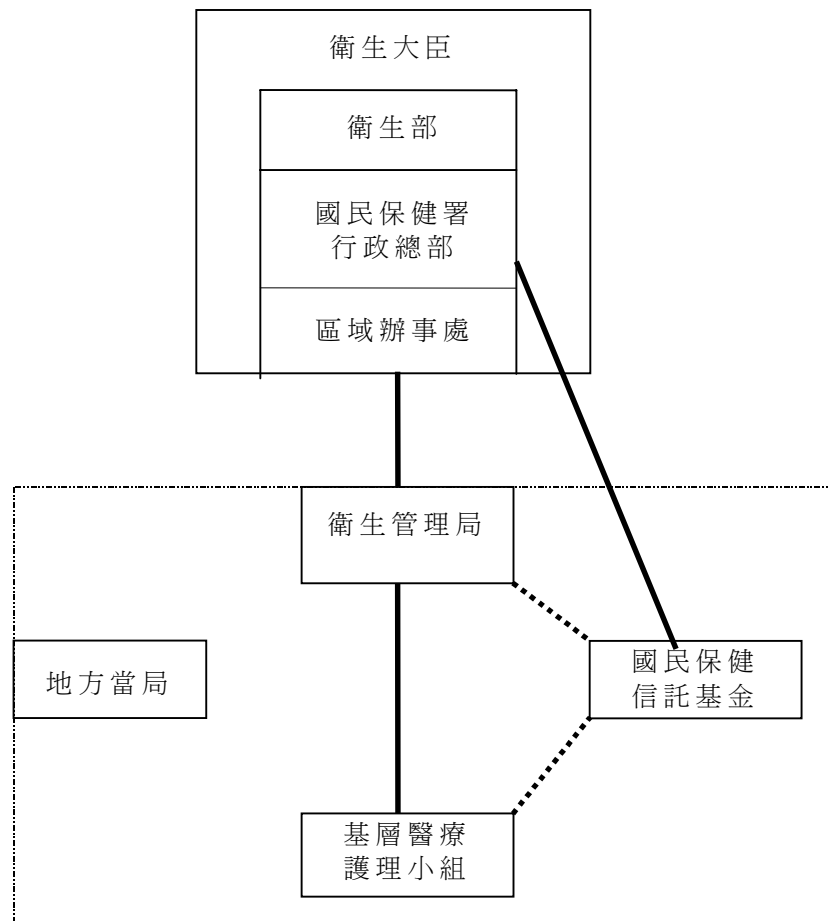 衛生大臣
衛生部
國民保健署
行政總部
區域辦事處
衛生管理局
地方當局
國民保健
信託基金
基層醫療
護理小組